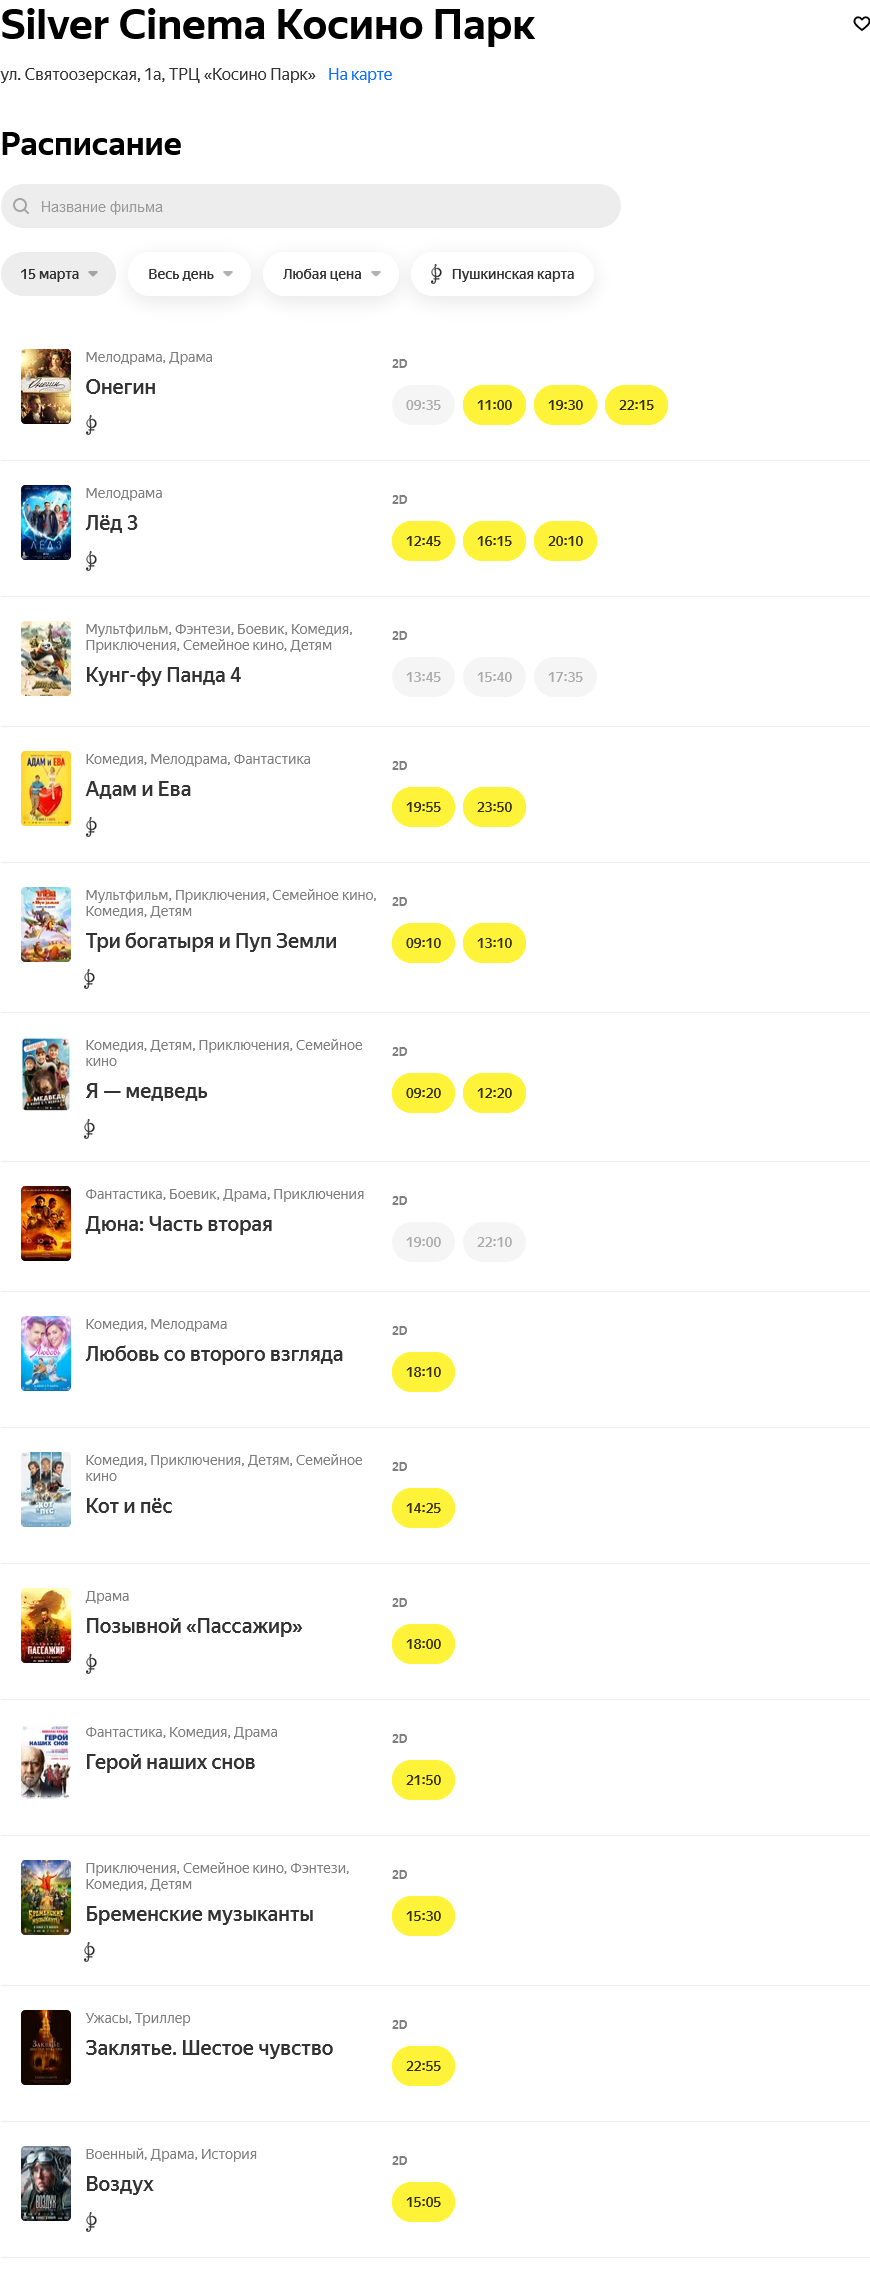 Silver Cinema Косино Парк
ул. Святоозерская, 1а, ТРЦ «Косино Парк» На карте
Расписание
Название фильма
15 марта Весь день Любая цена Пушкинская карта
Мелодрама, Драма
Онегин
2D
09:35 11:00 19:30 22:15
Мелодрама
Лёд 3
2D
12:45 16:15 20:10
Мультфильм, Фэнтези, Боевик, Комедия,
Приключения, Семейное кино, Детям
Кунг-фу Панда 4
2D
13:45 15:40 17:35
АДАМ и ЕВА
Комедия, Мелодрама, Фантастика
Адам и Ева
2D
19:55 23:50
Мультфильм, Приключения, Семейное кино,
Комедия, Детям
Три богатыря и Пуп Земли
2D
09:10 13:10
Комедия, Детям, Приключения, Семейное
кино
Я — медведь
2D
09:20 12:20
Фантастика, Боевик, Драма, Приключения
Дюна: Часть вторая
2D
19:00 22:10
Комедия, Мелодрама
Любовь со второго взгляда
2D
18:10
Комедия, Приключения, Детям, Семейное
кино
Кот и пёс
2D
14:25
ПАССАЖИР
Драма
Позывной «Пассажир»
2D
18:00
ГЕРОЙ
НАШИХ СНОВ
Фантастика, Комедия, Драма
Герой наших снов
2D
21:50
Приключения, Семейное кино, Фэнтези,
Комедия, Детям
Бременские музыканты
2D
15:30
Ужасы, Триллер
Заклятье. Шестое чувство
2D
22:55
ВОЗДУХ
Военный, Драма, История
Воздух
2D
15:05